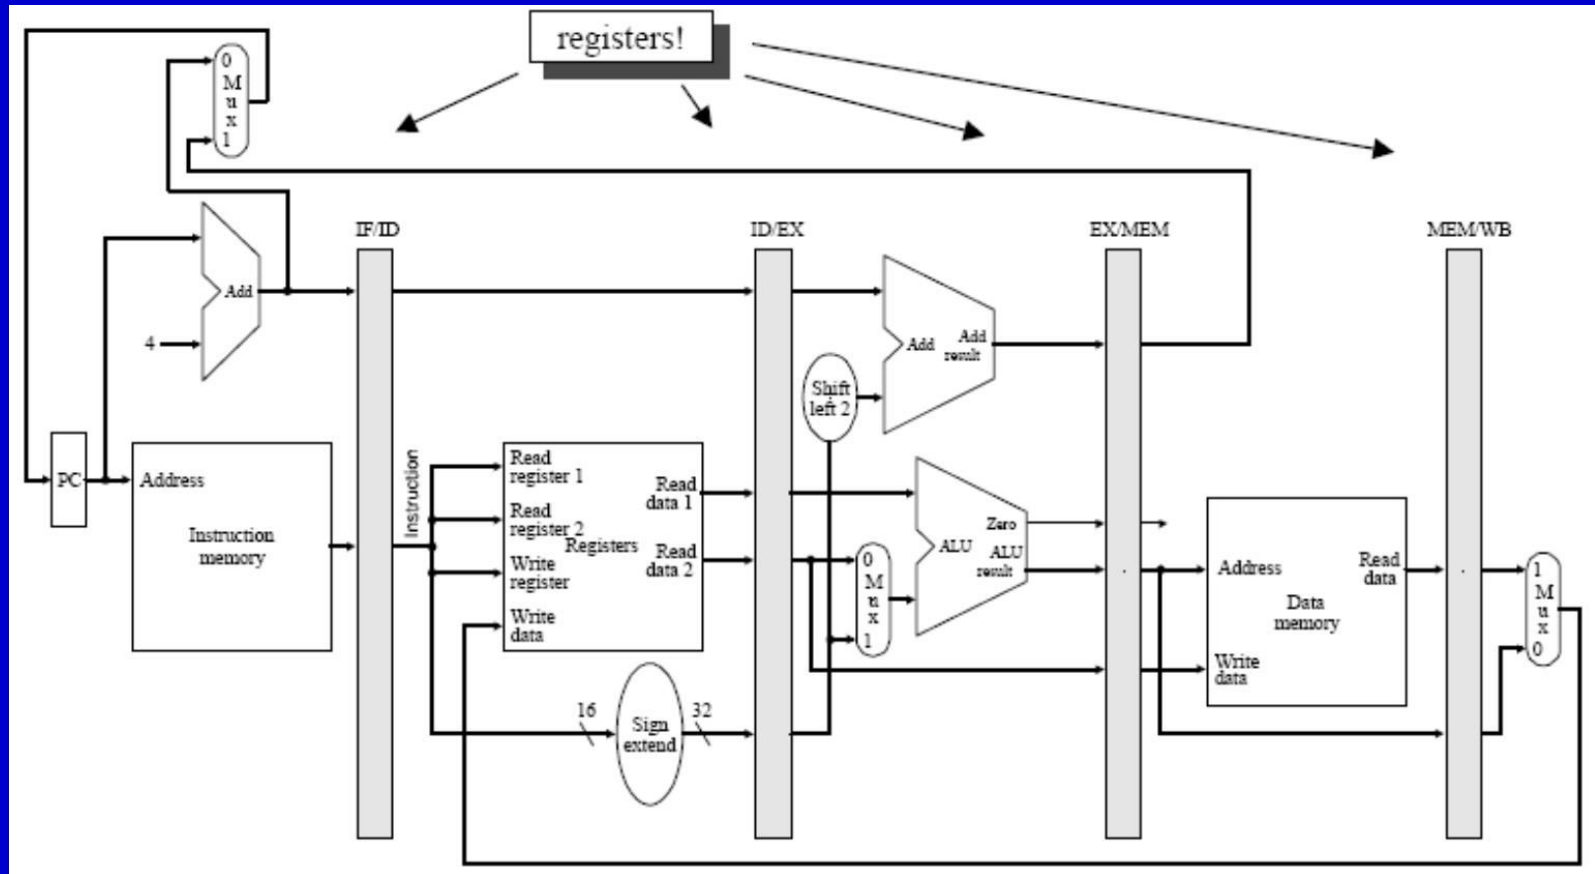 registers!
0
M
u
x
1
IF/ID
ID/EX
EX/MEM
MEM/WB
Add
4
Add
Add
result
Shift
left 2
PC
Address
Instruction
memory
Instruction
Read
register 1
Read
register 2
Write
register
Write
data
Registers
Read
data 1
Read
data 2
0
M
u
x
1
Zero
ALU
ALU
result
Address
Read
data
Data
memory
Write
data
1
M
u
x
0
16
Sign
extend
32